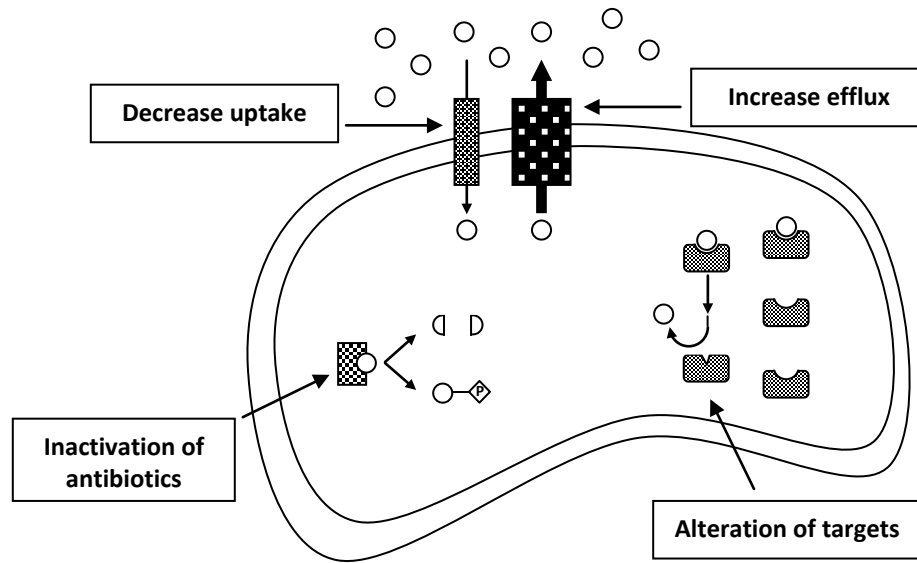 Decrease uptake
Increase efflux
P
Inactivation of
antibiotics
Alteration of targets